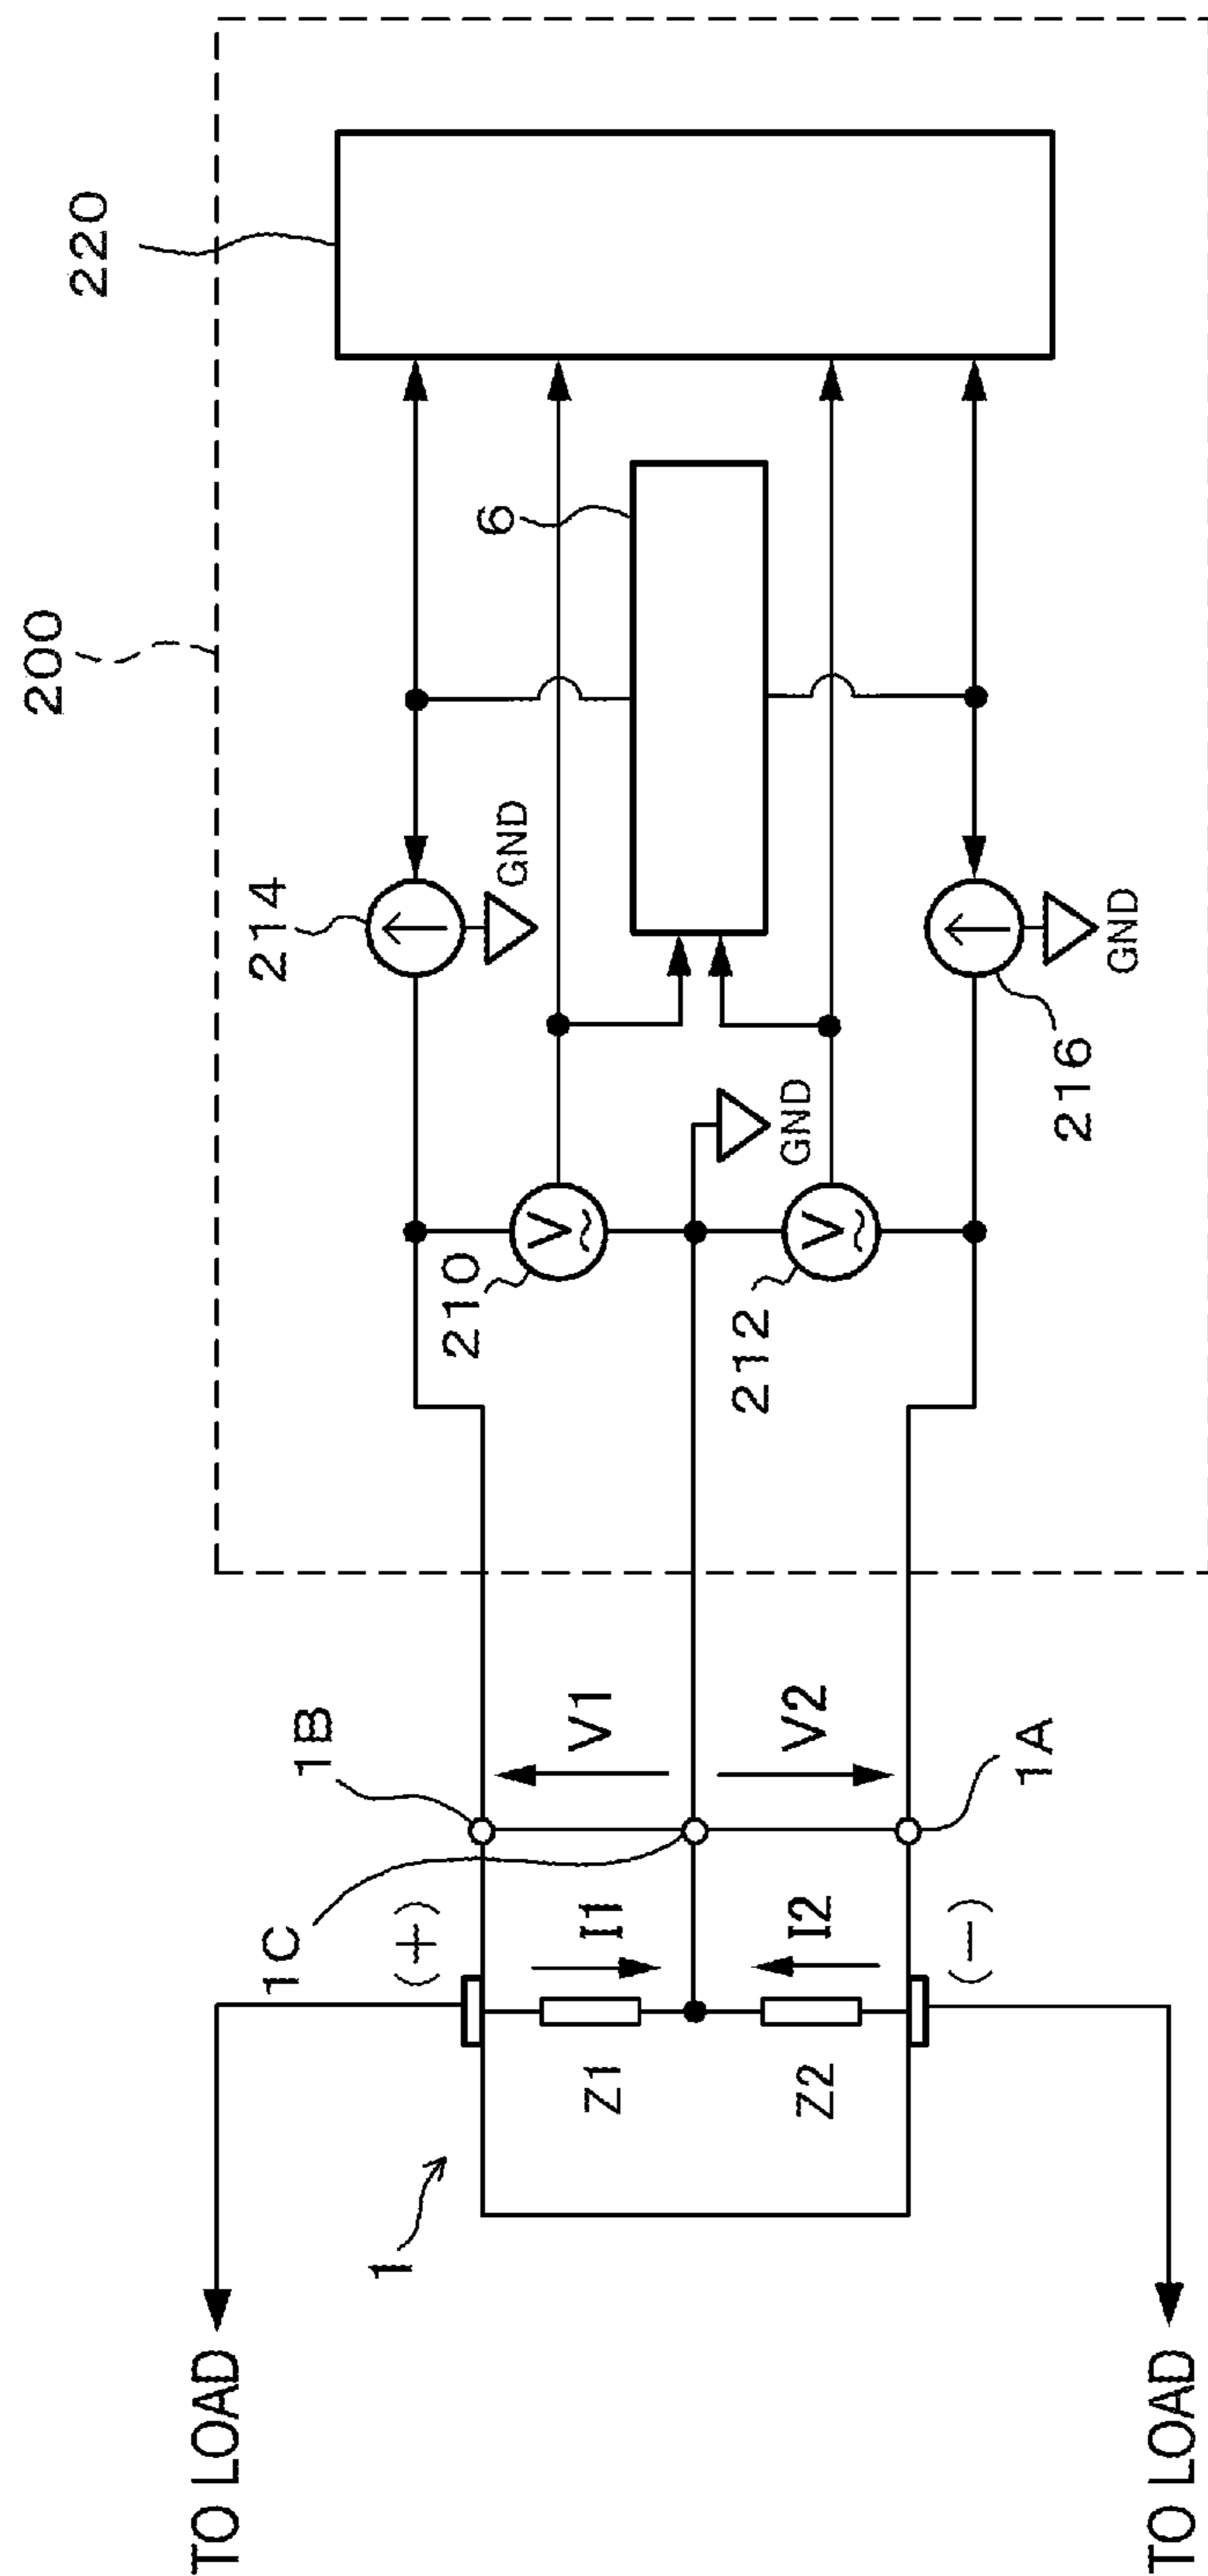 200
220
6
214
GND
210
GND
212
216
GND
1B
1C
V1
V2
1A
(+)
I1
I2
(−)
Z1
Z2
1
TO LOAD
TO LOAD